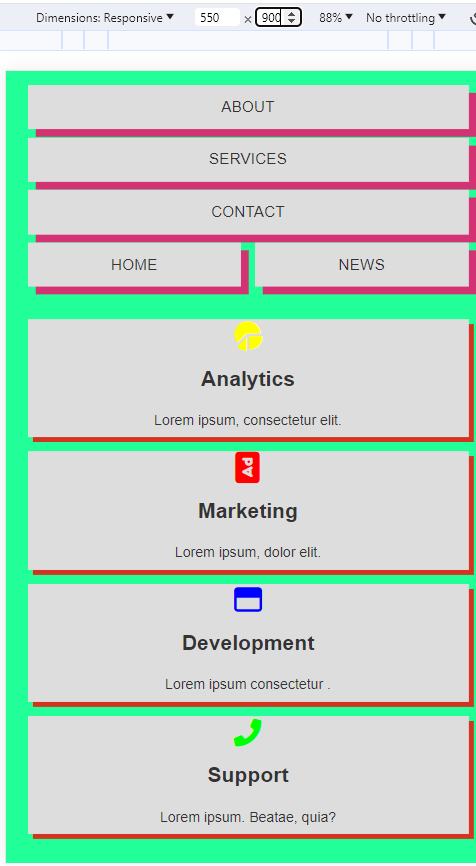 Dimensions: Responsive 550 × 900 88% No throttling
ABOUT
SERVICES
CONTACT
HOME NEWS
Analytics
Lorem ipsum, consectetur elit.
Ad
Marketing
Lorem ipsum, dolor elit.
Development
Lorem ipsum consectetur .
Support
Lorem ipsum. Beatae, quia?